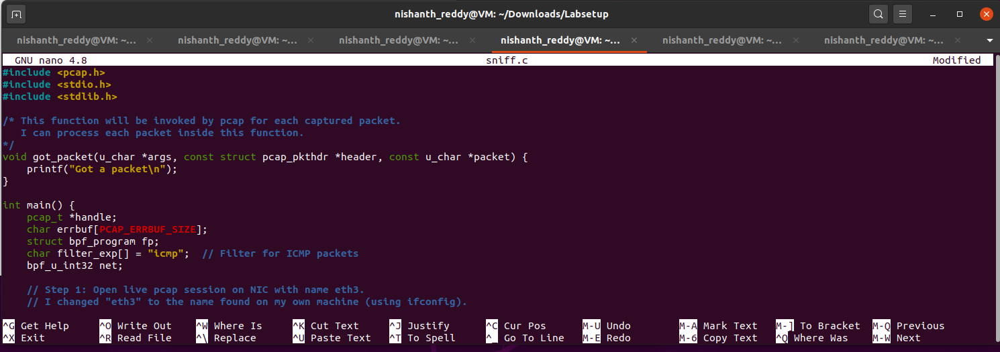 nishanth_reddy@VM: ~/Downloads/Labsetup
nishanth_reddy@VM: ~... × nishanth_reddy@VM: ~... × nishanth_reddy@VM: ~... × nishanth_reddy@VM: ~... × nishanth_reddy@VM: ~... × nishanth_reddy@VM: ~... ×
GNU nano 4.8 sniff.c Modified
#include <pcap.h>
#include <stdio.h>
#include <stdlib.h>
/* This function will be invoked by pcap for each captured packet.
   I can process each packet inside this function.
*/
void got_packet(u_char *args, const struct pcap_pkthdr *header, const u_char *packet) {
    printf("Got a packet\n");
}
int main() {
    pcap_t *handle;
    char errbuf[PCAP_ERRBUF_SIZE];
    struct bpf_program fp;
    char filter_exp[] = "icmp";  // Filter for ICMP packets
    bpf_u_int32 net;
    // Step 1: Open live pcap session on NIC with name eth3.
    // I changed "eth3" to the name found on my own machine (using ifconfig).
^G Get Help ^O Write Out ^W Where Is ^K Cut Text ^J Justify ^C Cur Pos M-U Undo M-A Mark Text M-] To Bracket M-Q Previous
^X Exit ^R Read File ^\ Replace ^U Paste Text ^T To Spell ^_ Go To Line M-E Redo M-6 Copy Text ^Q Where Was M-W Next